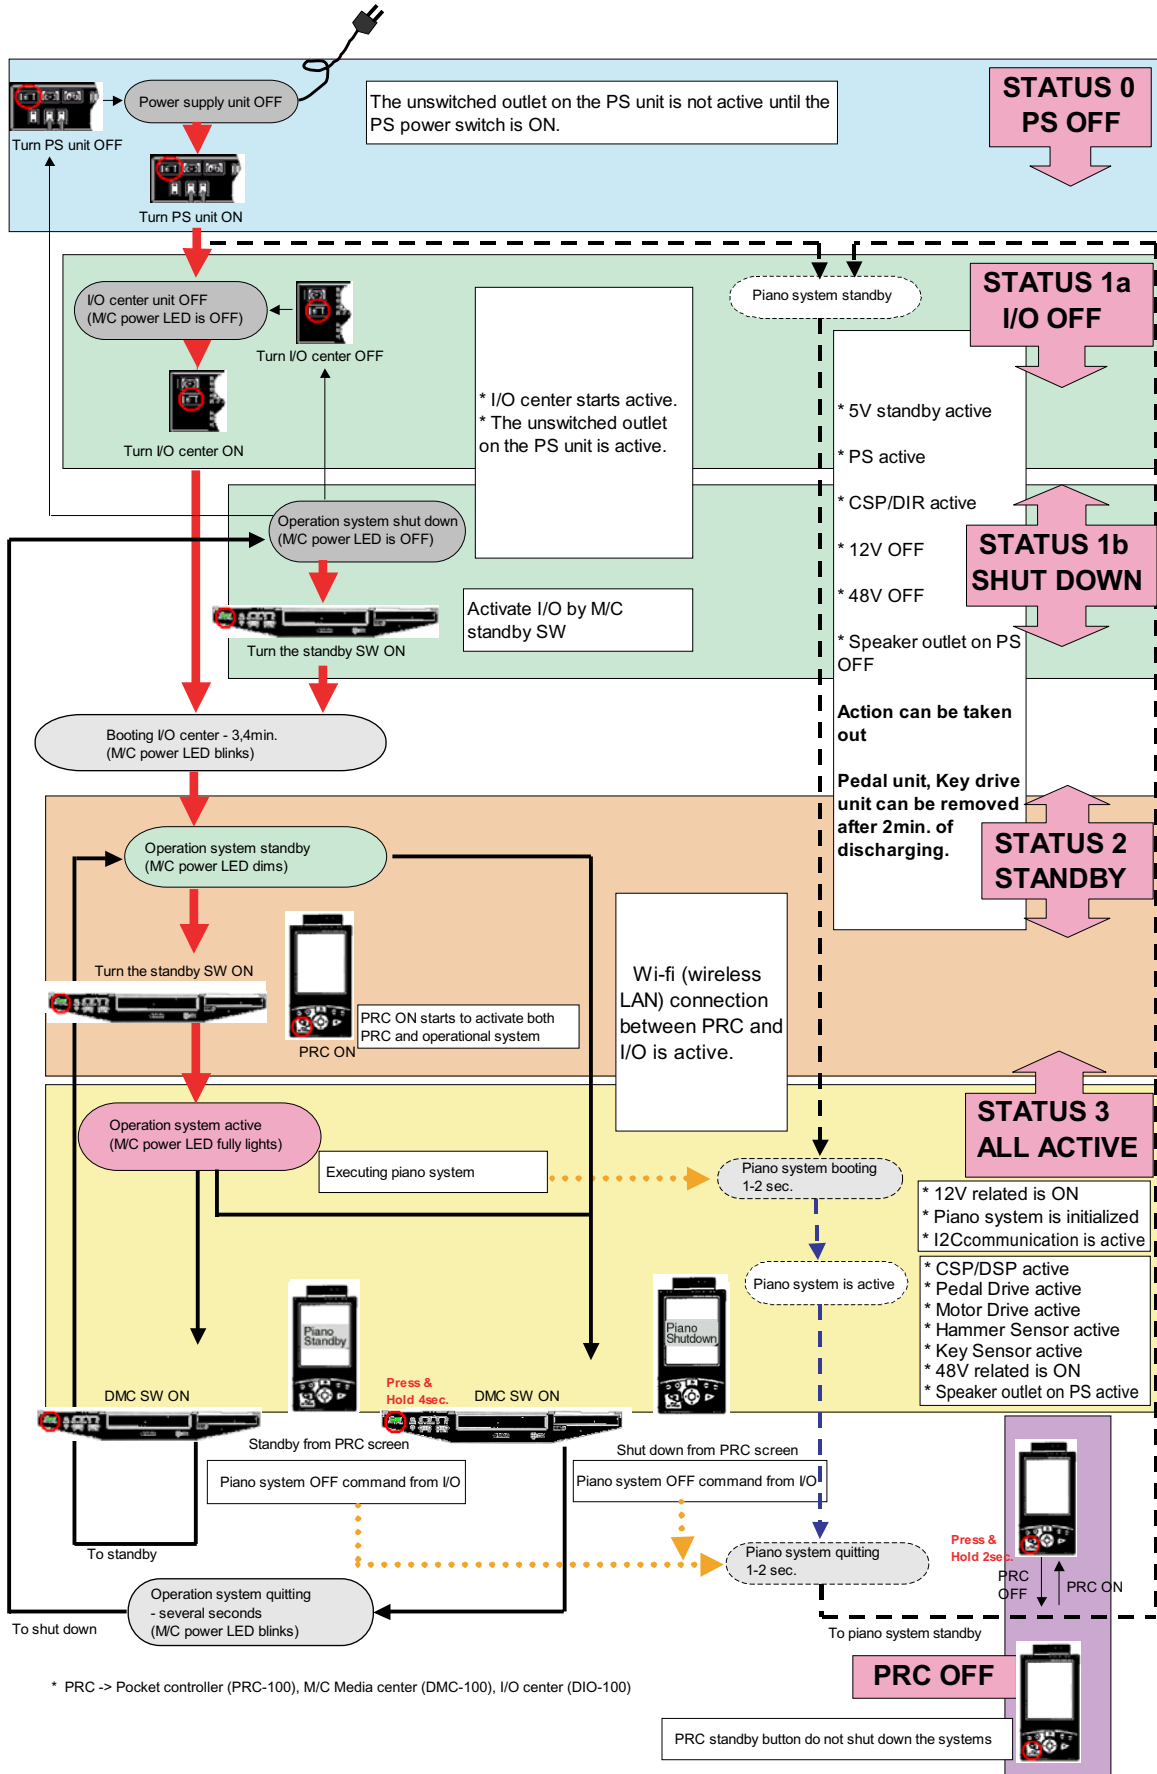 Power supply unit OFF
The unswitched outlet on the PS unit is not active until the
PS power switch is ON.
STATUS 0
PS OFF
Turn PS unit OFF
Turn PS unit ON
I/O center unit OFF
(M/C power LED is OFF)
Turn I/O center OFF
Turn I/O center ON
* I/O center starts active.
* The unswitched outlet
on the PS unit is active.
Piano system standby
STATUS 1a
I/O OFF
* 5V standby active
* PS active
* CSP/DIR active
* 12V OFF
* 48V OFF
* Speaker outlet on PS
OFF
Action can be taken
out
Pedal unit, Key drive
unit can be removed
after 2min. of
discharging.
Operation system shut down
(M/C power LED is OFF)
STATUS 1b
SHUT DOWN
Activate I/O by M/C
standby SW
Turn the standby SW ON
Booting I/O center - 3,4min.
(M/C power LED blinks)
Operation system standby
(M/C power LED dims)
STATUS 2
STANDBY
Turn the standby SW ON
PRC ON starts to activate both
PRC and operational system
PRC ON
Wi-fi (wireless
LAN) connection
between PRC and
I/O is active.
STATUS 3
ALL ACTIVE
Operation system active
(M/C power LED fully lights)
Executing piano system
Piano system booting
1-2 sec.
* 12V related is ON
* Piano system is initialized
* I2Ccommunication is active
Piano system is active
* CSP/DSP active
* Pedal Drive active
* Motor Drive active
* Hammer Sensor active
* Key Sensor active
* 48V related is ON
* Speaker outlet on PS active
Piano
Standby
Piano
Shutdown
DMC SW ON
Press &
Hold 4sec.
DMC SW ON
Standby from PRC screen
Shut down from PRC screen
Piano system OFF command from I/O
Piano system OFF command from I/O
To standby
Piano system quitting
1-2 sec.
Press &
Hold 2sec.
PRC
OFF
PRC ON
Operation system quitting
- several seconds
(M/C power LED blinks)
To shut down
To piano system standby
PRC OFF
* PRC -> Pocket controller (PRC-100), M/C Media center (DMC-100), I/O center (DIO-100)
PRC standby button do not shut down the systems